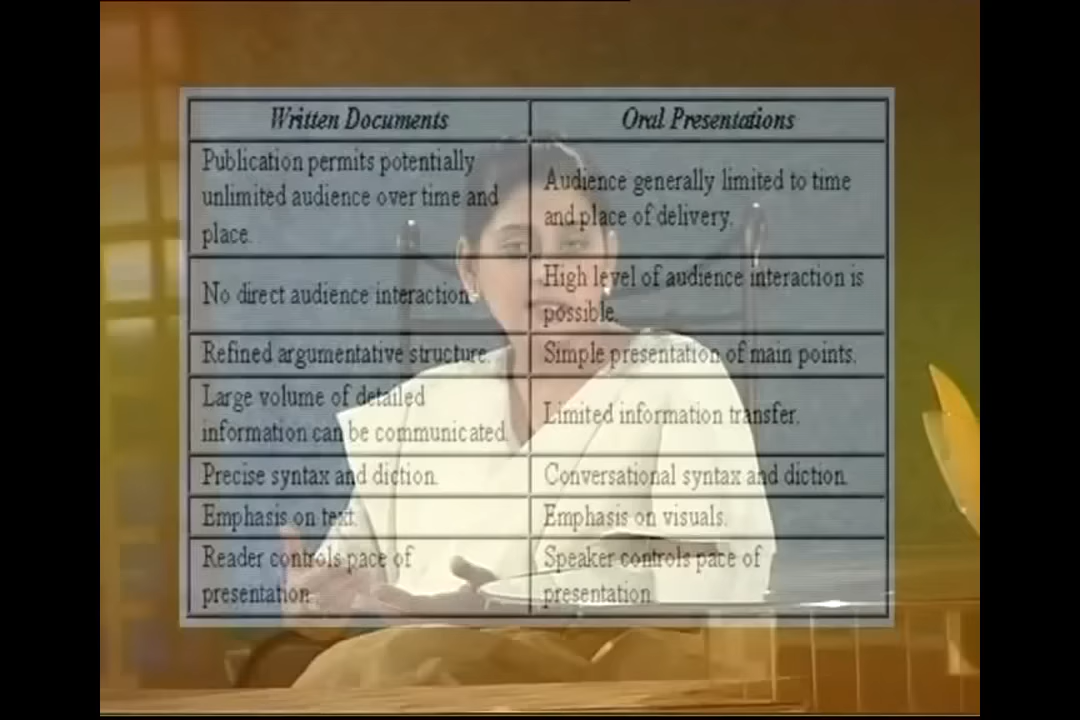 Written Documents
Oral Presentations
Publication permits potentially
unlimited audience over time and
place.
Audience generally limited to time
and place of delivery.
No direct audience interaction.
High level of audience interaction is
possible.
Refined argumentative structure.
Simple presentation of main points.
Large volume of detailed
information can be communicated.
Limited information transfer.
Precise syntax and diction.
Conversational syntax and diction.
Emphasis on text.
Emphasis on visuals.
Reader controls pace of
presentation.
Speaker controls pace of
presentation.